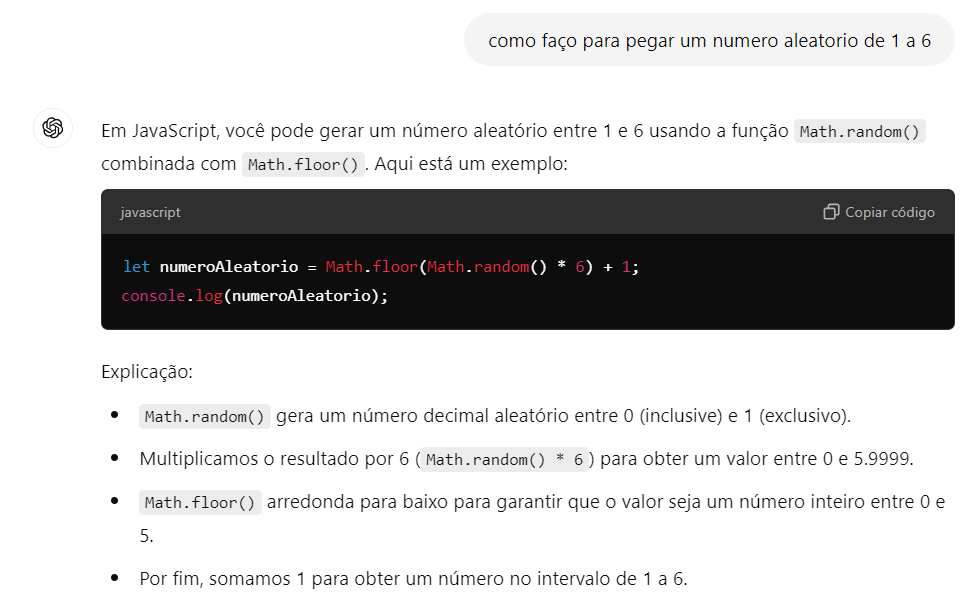 como faço para pegar um numero aleatorio de 1 a 6
Em JavaScript, você pode gerar um número aleatório entre 1 e 6 usando a função Math.random()
combinada com Math.floor(). Aqui está um exemplo:
javascript
Copiar código
let numeroAleatorio = Math.floor(Math.random() * 6) + 1;
console.log(numeroAleatorio);
Explicação:
• Math.random() gera um número decimal aleatório entre 0 (inclusive) e 1 (exclusivo).
• Multiplicamos o resultado por 6 (Math.random() * 6) para obter um valor entre 0 e 5.9999.
• Math.floor() arredonda para baixo para garantir que o valor seja um número inteiro entre 0 e
5.
• Por fim, somamos 1 para obter um número no intervalo de 1 a 6.